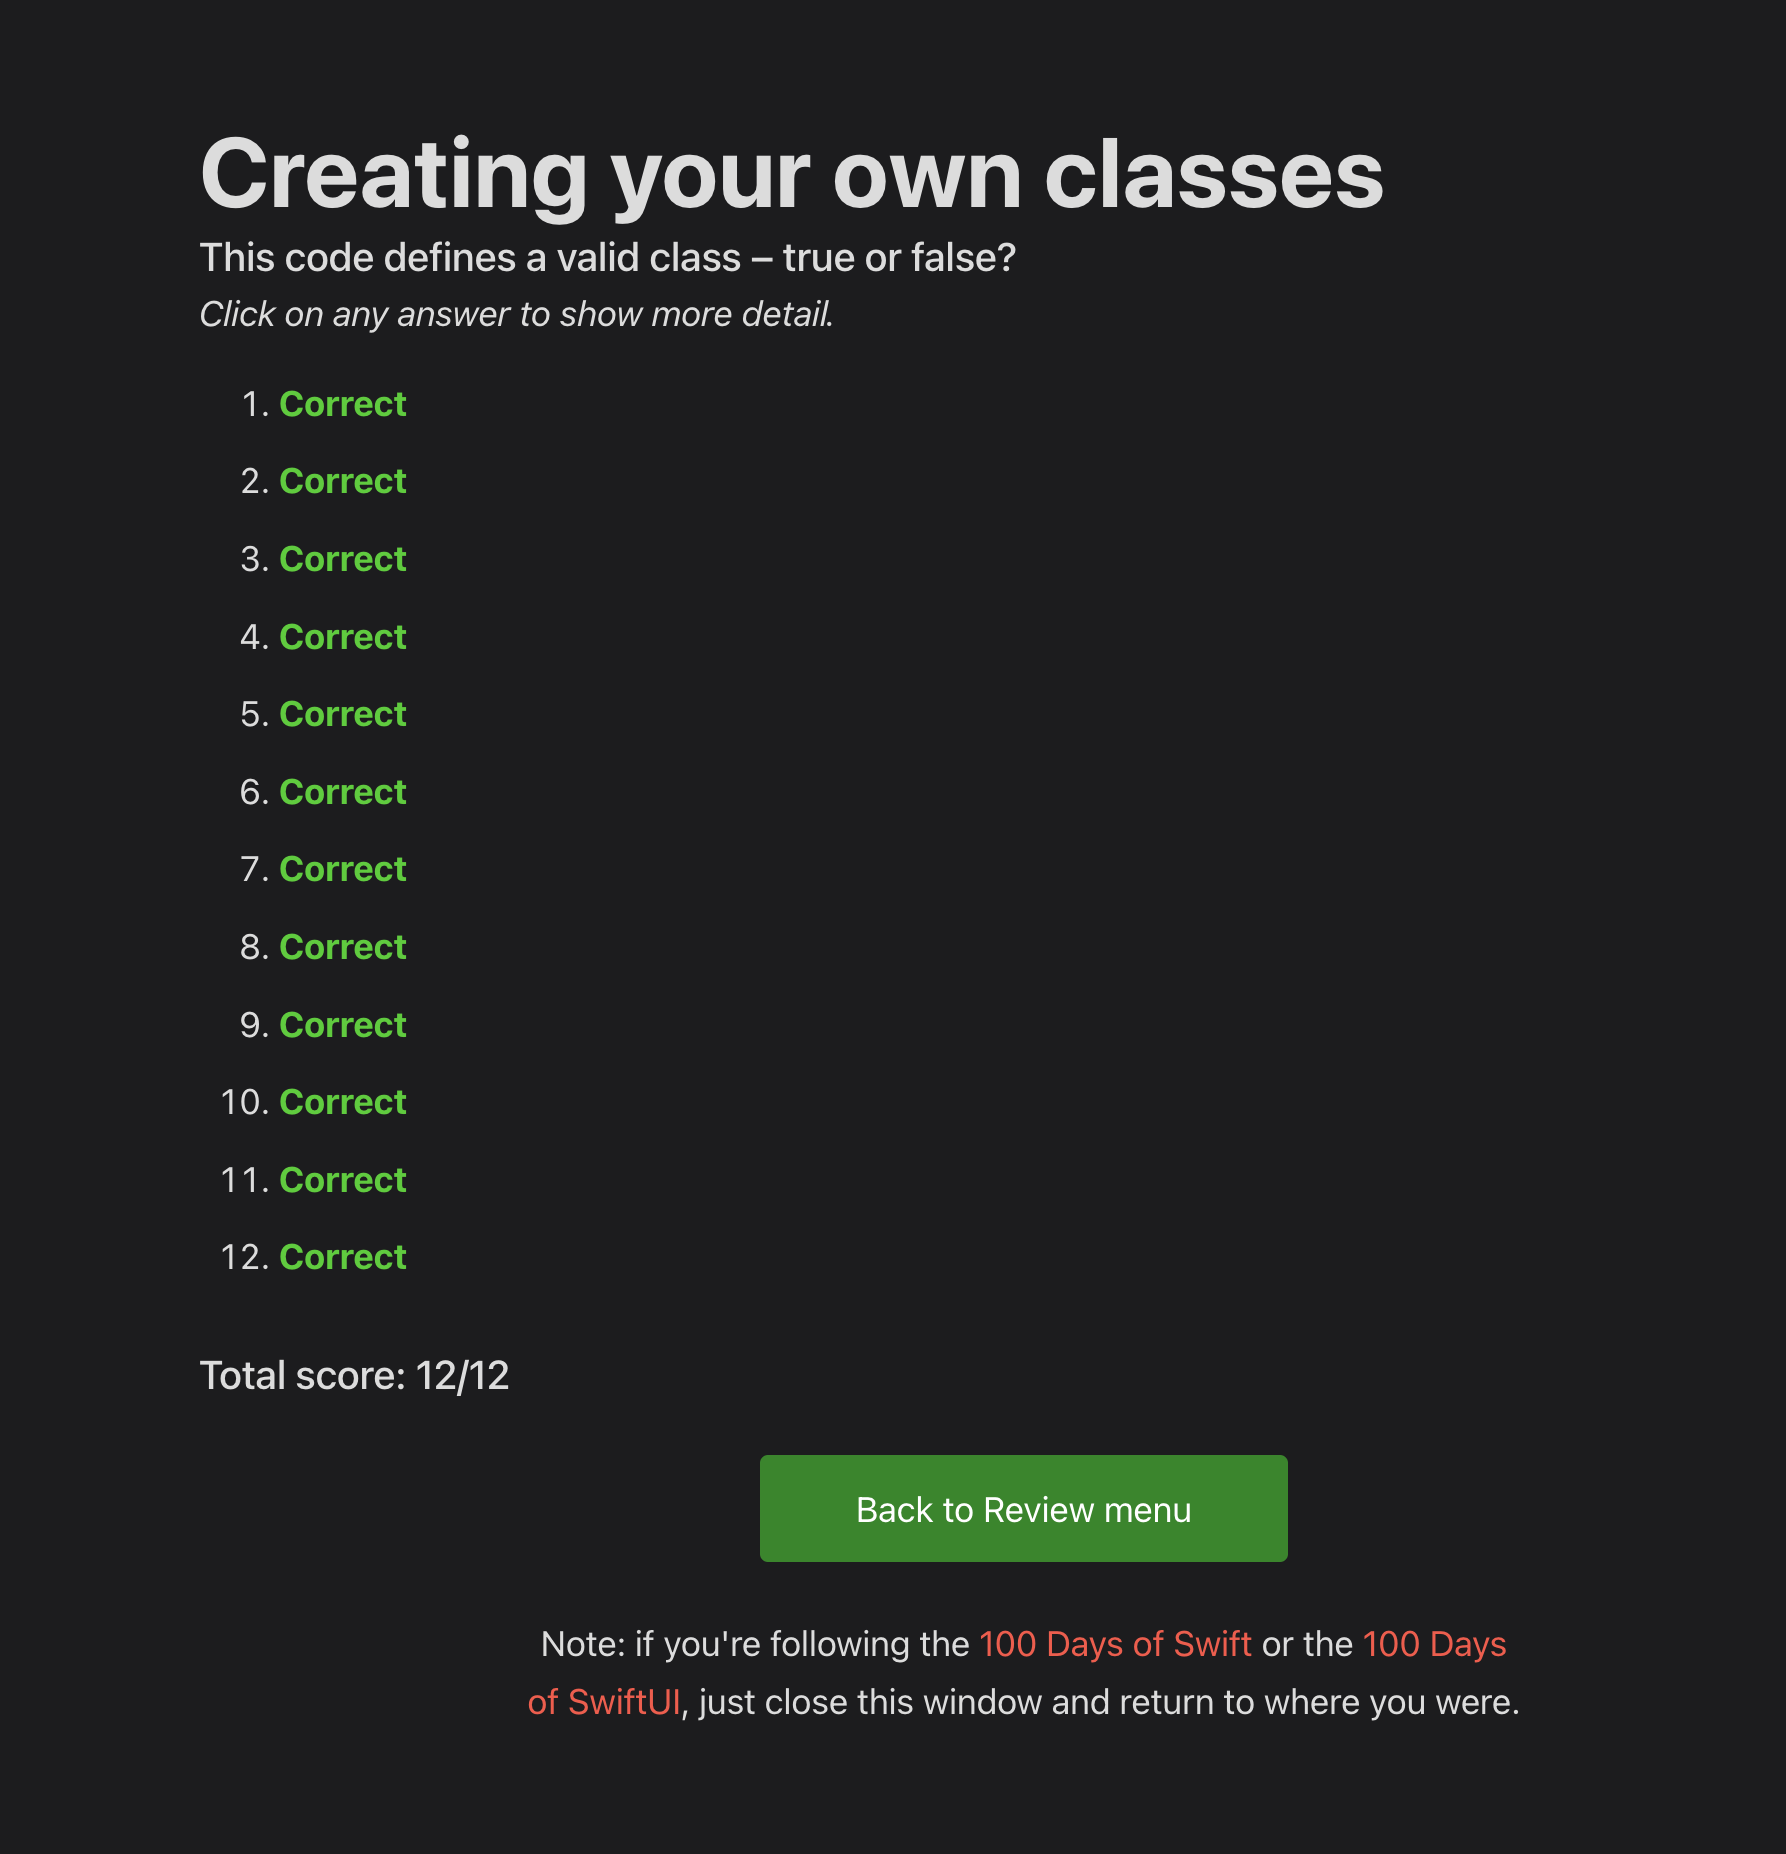 Creating your own classes
This code defines a valid class – true or false?
Click on any answer to show more detail.
1. Correct
2. Correct
3. Correct
4. Correct
5. Correct
6. Correct
7. Correct
8. Correct
9. Correct
10. Correct
11. Correct
12. Correct
Total score: 12/12
Back to Review menu
Note: if you're following the 100 Days of Swift or the 100 Days
of SwiftUI, just close this window and return to where you were.